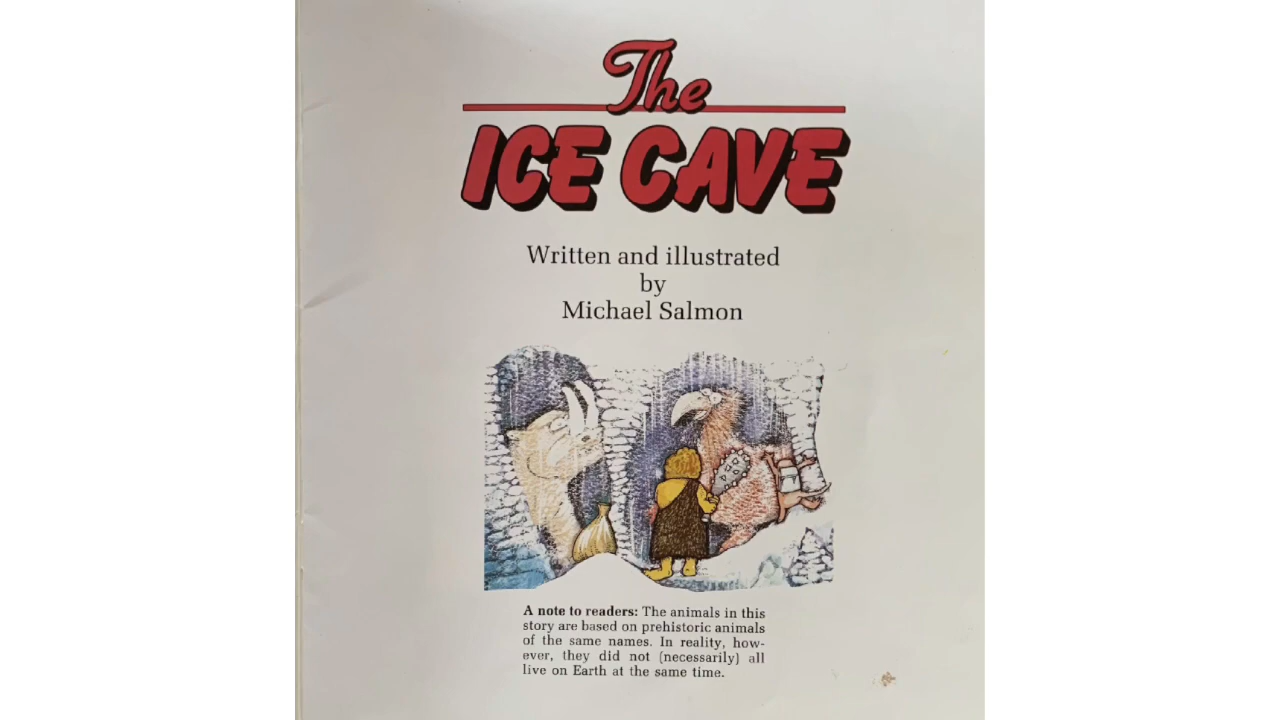 The
ICE CAVE
Written and illustrated
by
Michael Salmon
A note to readers: The animals in this
story are based on prehistoric animals
of the same names. In reality, how-
ever, they did not (necessarily) all
live on Earth at the same time.